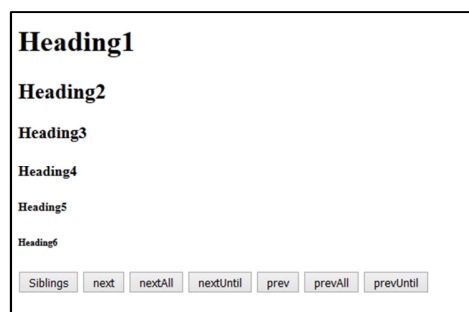 Heading1
Heading2
Heading3
Heading4
Heading5
Heading6
Siblings next nextAll nextUntil prev prevAll prevUntil